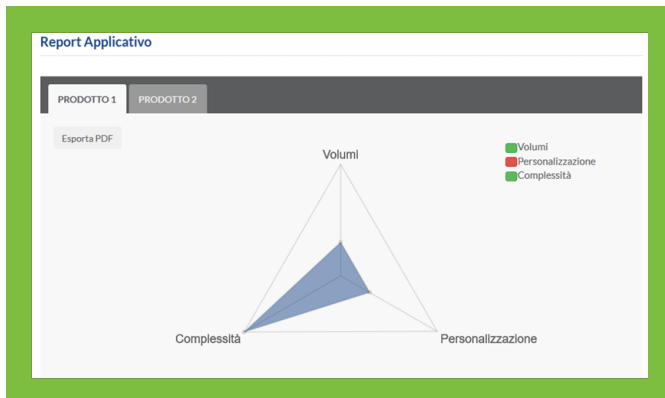 Report Applicativo
PRODOTTO 1
PRODOTTO 2
Esporta PDF
Volumi
Volumi
Personalizzazione
Complessità
Complessità
Personalizzazione